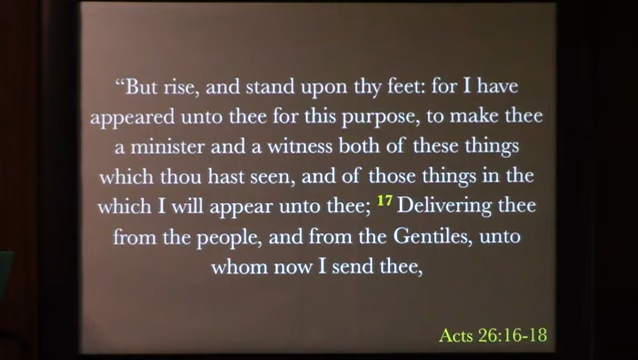 “But rise, and stand upon thy feet: for I have
appeared unto thee for this purpose, to make thee
a minister and a witness both of these things
which thou hast seen, and of those things in the
which I will appear unto thee; 17 Delivering thee
from the people, and from the Gentiles, unto
whom now I send thee,
Acts 26:16-18